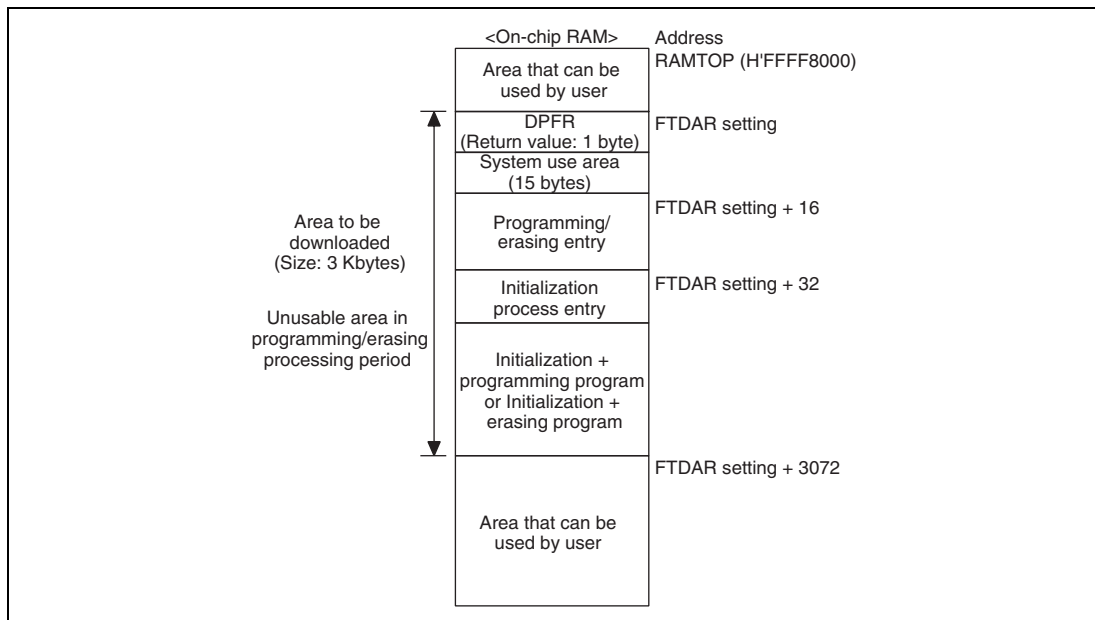 <On-chip RAM>
Address
RAMTOP (H'FFFF8000)
Area that can be
used by user
DPFR
(Return value: 1 byte)
FTDAR setting
System use area
(15 bytes)
FTDAR setting + 16
Programming/
erasing entry
Area to be
downloaded
(Size: 3 Kbytes)
FTDAR setting + 32
Initialization
process entry
Unusable area in
programming/erasing
processing period
Initialization +
programming program
or Initialization +
erasing program
FTDAR setting + 3072
Area that can be
used by user